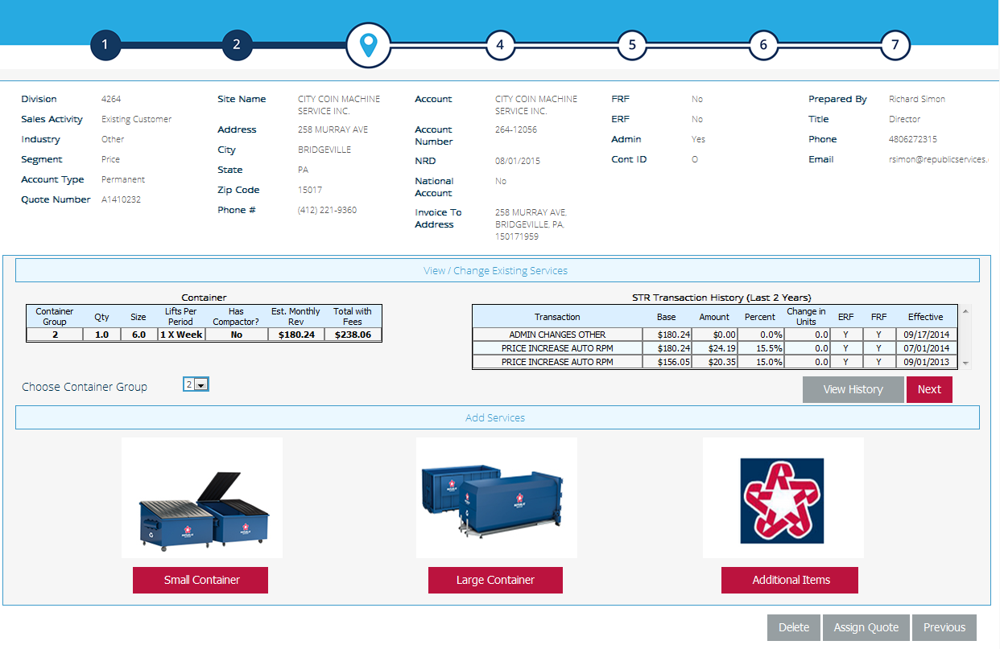 1 2 4 5 6 7
Division 4264
Sales Activity Existing Customer
Industry Other
Segment Price
Account Type Permanent
Quote Number A1410232
Site Name CITY COIN MACHINE
SERVICE INC.
Address 258 MURRAY AVE
City BRIDGEVILLE
State PA
Zip Code 15017
Phone # (412) 221-9360
Account CITY COIN MACHINE
SERVICE INC.
Account 264-12056
Number
NRD 08/01/2015
National No
Account
Invoice To 258 MURRAY AVE,
Address BRIDGEVILLE, PA,
150171959
FRF No
ERF No
Admin Yes
Cont ID O
Prepared By Richard Simon
Title Director
Phone 4806272315
Email rsimon@republicservices.
View / Change Existing Services
Container
Container Group Qty Size Lifts Per Period Has Compactor? Est. Monthly Rev Total with Fees
2 1.0 6.0 1 X Week No $180.24 $238.06
STR Transaction History (Last 2 Years)
Transaction Base Amount Percent Change in Units ERF FRF Effective
ADMIN CHANGES OTHER $180.24 $0.00 0.0% 0.0 Y Y 09/17/2014
PRICE INCREASE AUTO RPM $180.24 $24.19 15.5% 0.0 Y Y 07/01/2014
PRICE INCREASE AUTO RPM $156.05 $20.35 15.0% 0.0 Y Y 09/01/2013
Choose Container Group 2
View History Next
Add Services
Small Container Large Container Additional Items
Delete Assign Quote Previous